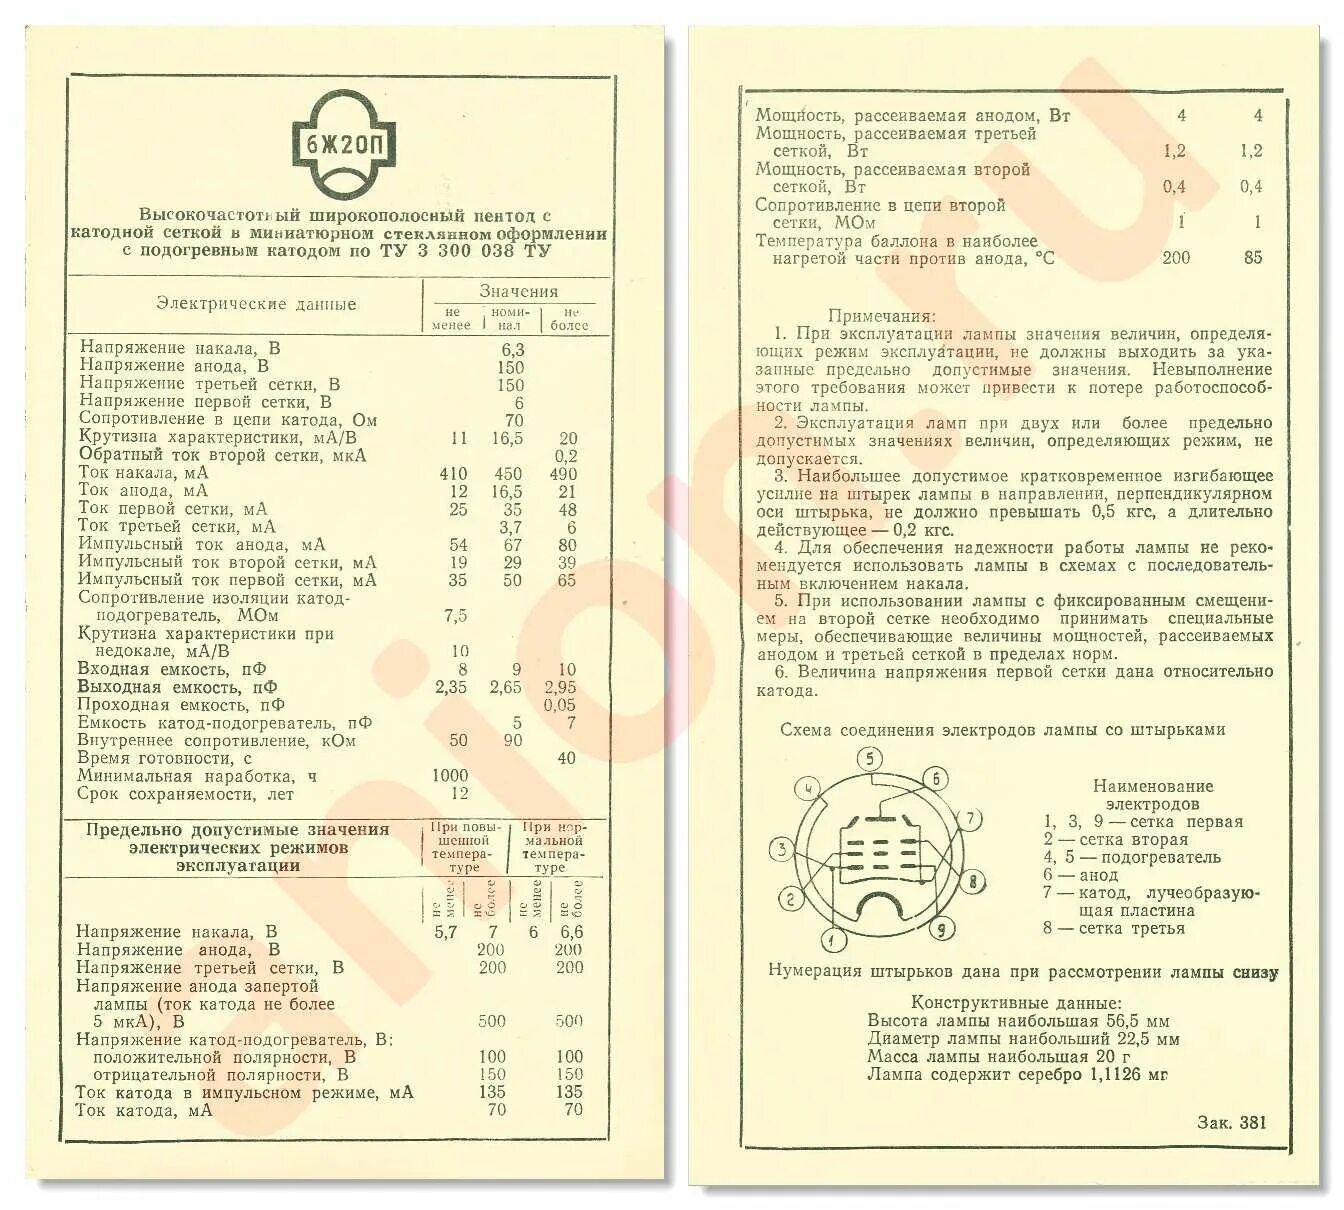 6Ж20П
Высокочастотный широкополосный пентод с
катодной сеткой в миниатюрном стеклянном оформлении
с подогревным катодом по ТУ 3 300 038 ТУ
Электрические данные
Значения
не менее
номи-нал
не более
Напряжение накала, В 6,3
Напряжение анода, В 150
Напряжение третьей сетки, В 150
Напряжение первой сетки, В 6
Сопротивление в цепи катода, Ом 70
Крутизна характеристики, мА/В 11 16,5 20
Обратный ток второй сетки, мкА 0,2
Ток накала, мА 410 450 490
Ток анода, мА 12 16,5 21
Ток первой сетки, мА 25 35 48
Ток третьей сетки, мА 3,7 6
Импульсный ток анода, мА 54 67 80
Импульсный ток второй сетки, мА 19 29 39
Импульсный ток первой сетки, мА 35 50 65
Сопротивление изоляции катод-
подогреватель, МОм 7,5
Крутизна характеристики при
недокале, мА/В 10
Входная емкость, пФ 8 9 10
Выходная емкость, пФ 2,35 2,65 2,95
Проходная емкость, пФ 0,05
Емкость катод-подогреватель, пФ 5 7
Внутреннее сопротивление, кОм 50 90
Время готовности, с 40
Минимальная наработка, ч 1000
Срок сохраняемости, лет 12
Предельно допустимые значения
электрических режимов
эксплуатации
При повы-
шенной
темпера-
туре
При нор-
мальной
темпера-
туре
не менее
не более
не менее
не более
Напряжение накала, В 5,7 7 6 6,6
Напряжение анода, В 200 200
Напряжение третьей сетки, В 200 200
Напряжение анода запертой
лампы (ток катода не более
5 мкА), В 500 500
Напряжение катод-подогреватель, В:
положительной полярности, В 100 100
отрицательной полярности, В 150 150
Ток катода в импульсном режиме, мА 135 135
Ток катода, мА 70 70
Мощность, рассеиваемая анодом, Вт 4 4
Мощность, рассеиваемая третьей
сеткой, Вт 1,2 1,2
Мощность, рассеиваемая второй
сеткой, Вт 0,4 0,4
Сопротивление в цепи второй
сетки, МОм 1 1
Температура баллона в наиболее
нагретой части против анода, °С 200 85
Примечания:
1. При эксплуатации лампы значения величин, определя-
ющих режим эксплуатации, не должны выходить за ука-
занные предельно допустимые значения. Невыполнение
этого требования может привести к потере работоспособ-
ности лампы.
2. Эксплуатация ламп при двух или более предельно
допустимых значениях величин, определяющих режим, не
допускается.
3. Наибольшее допустимое кратковременное изгибающее
усилие на штырек лампы в направлении, перпендикулярном
оси штырька, не должно превышать 0,5 кгс, а длительно
действующее — 0,2 кгс.
4. Для обеспечения надежности работы лампы не реко-
мендуется использовать лампы в схемах с последователь-
ным включением накала.
5. При использовании лампы с фиксированным смещени-
ем на второй сетке необходимо принимать специальные
меры, обеспечивающие величины мощностей, рассеиваемых
анодом и третьей сеткой в пределах норм.
6. Величина напряжения первой сетки дана относительно
катода.
Схема соединения электродов лампы со штырьками
5
4
6
7
3
8
2
9
1
Наименование
электродов
1, 3, 9 — сетка первая
2 — сетка вторая
4, 5 — подогреватель
6 — анод
7 — катод, лучеобразую-
щая пластина
8 — сетка третья
Нумерация штырьков дана при рассмотрении лампы снизу
Конструктивные данные:
Высота лампы наибольшая 56,5 мм
Диаметр лампы наибольший 22,5 мм
Масса лампы наибольшая 20 г
Лампа содержит серебро 1,1126 мг
Зак. 381
anion.ru